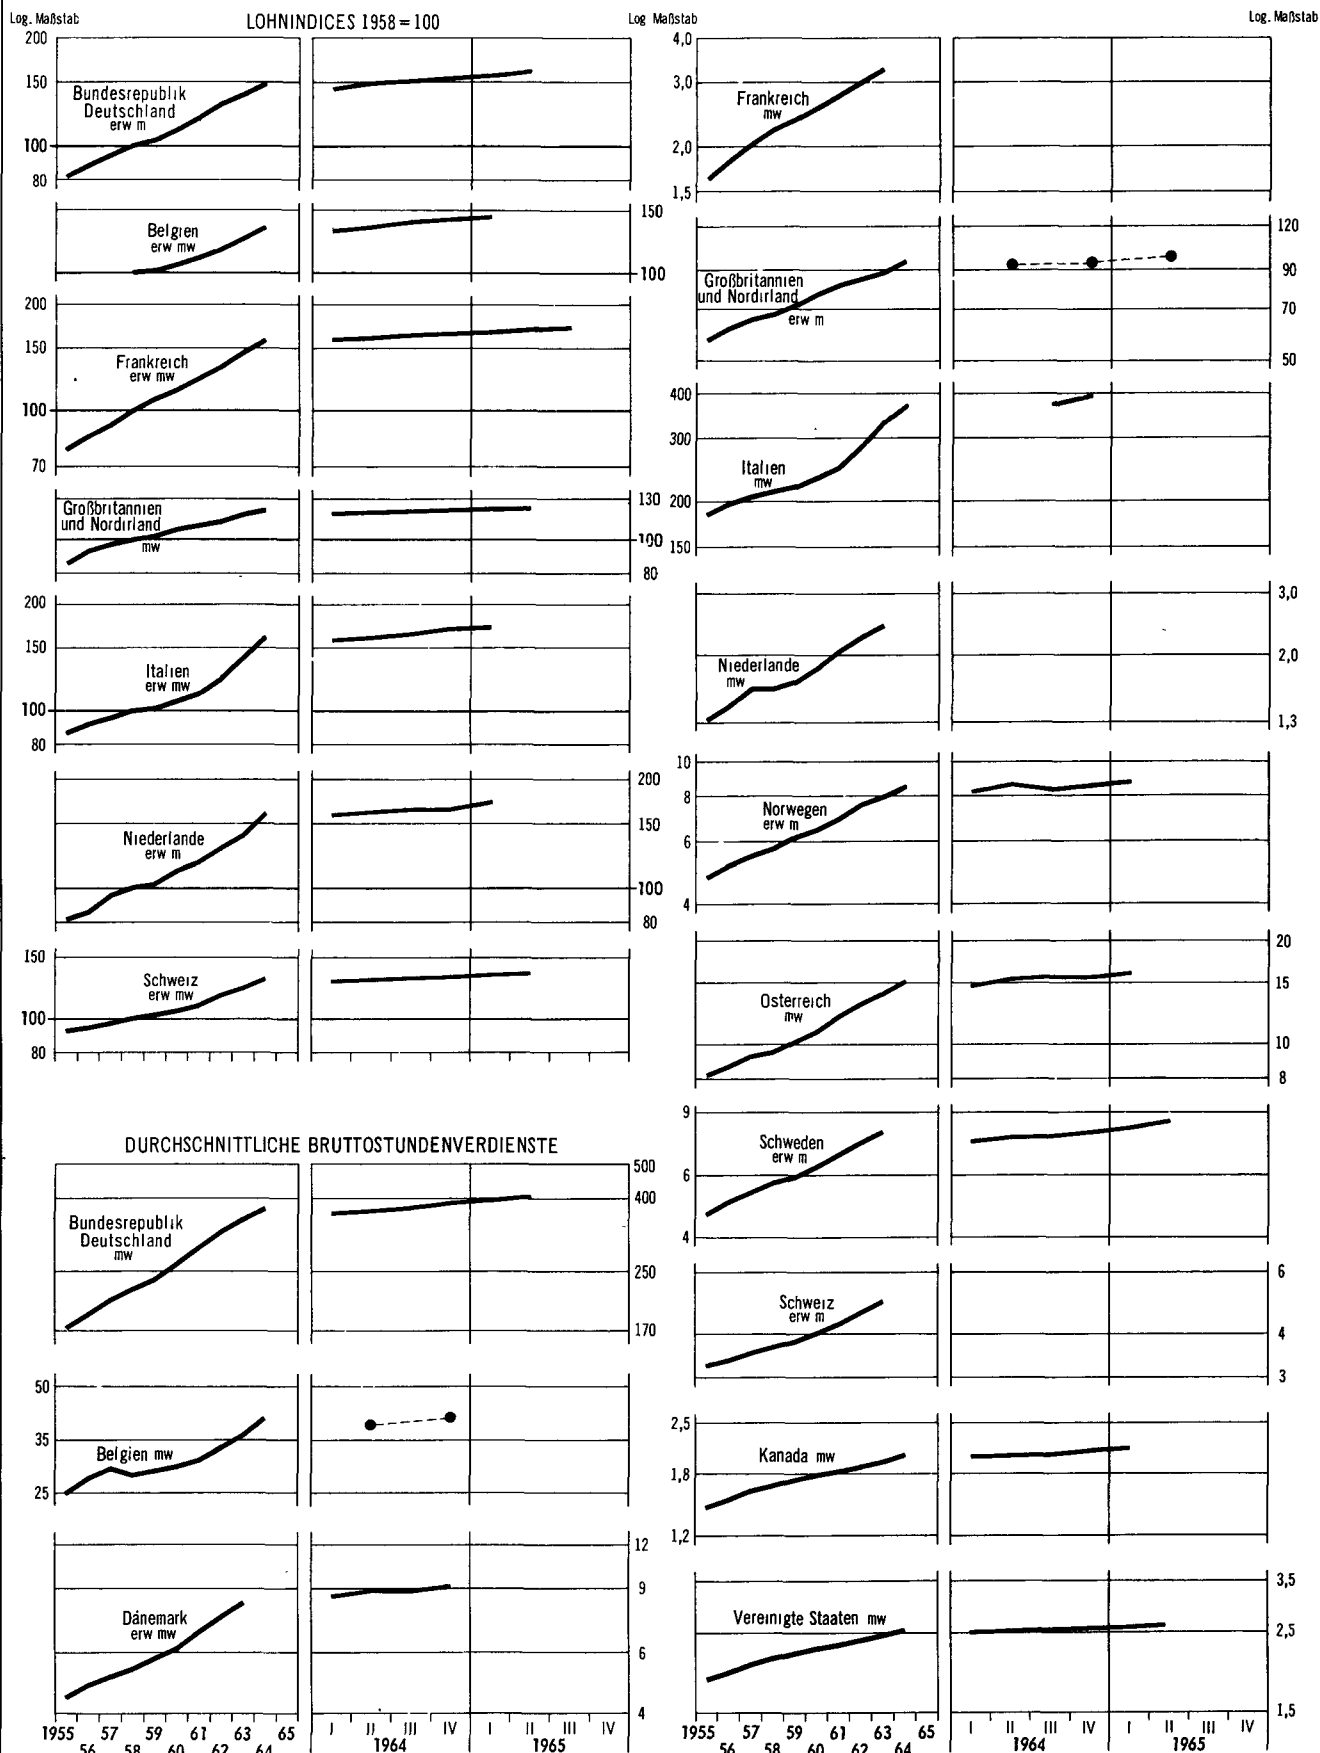 Log. Maßstab
LOHNINDICES 1958 = 100
200
150
Bundesrepublik
Deutschland
erw m
100
80
Belgien
erw mw
150
100
200
150
Frankreich
erw mw
100
70
Großbritannien
und Nordirland
mw
130
100
80
200
150
Italien
erw mw
100
80
Niederlande
erw m
200
150
100
80
150
Schweiz
erw mw
100
80
DURCHSCHNITTLICHE BRUTTOSTUNDENVERDIENSTE
Bundesrepublik
Deutschland
mw
500
400
250
170
50
35
Belgien mw
25
Dänemark
erw mw
12
9
6
4
1955 57 59 61 63 65
56 58 60 62 64
I II III IV I II III IV
1964 1965
Log Maßstab
Log. Maßstab
4,0
3,0
Frankreich
mw
2,0
1,5
Großbritannien
und Nordirland
erw m
120
90
70
50
400
300
Italien
mw
200
150
Niederlande
mw
3,0
2,0
1,3
10
8
Norwegen
erw m
6
4
Osterreich
mw
20
15
10
8
9
Schweden
erw m
6
4
Schweiz
erw m
6
4
3
2,5
Kanada mw
1,8
1,2
Vereinigte Staaten mw
3,5
2,5
1,5
1955 57 59 61 63 65
56 58 60 62 64
I II III IV I II III IV
1964 1965